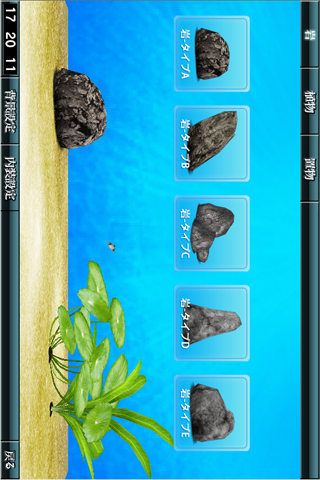 岩
植物
置物
岩-タイプA
岩-タイプB
岩-タイプC
岩-タイプD
岩-タイプE
17 20 11
背景設定
内装設定
戻る